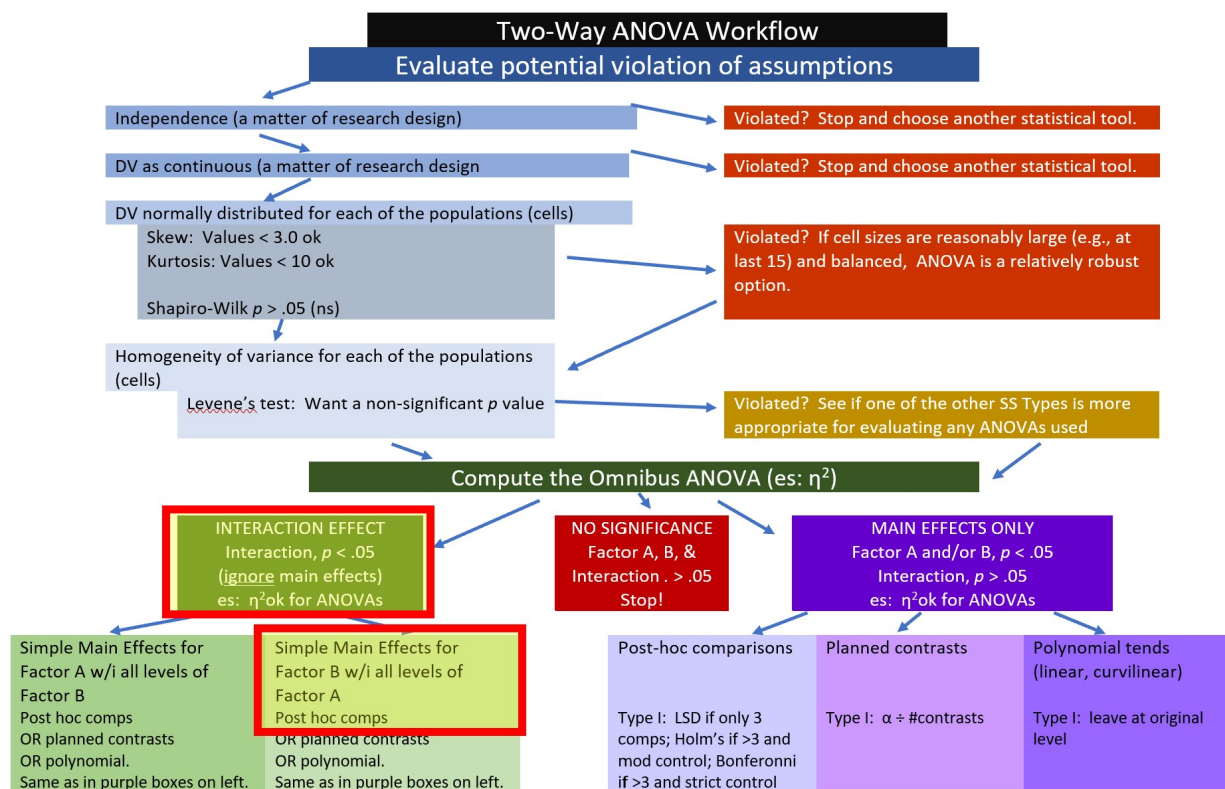 Two-Way ANOVA Workflow
Evaluate potential violation of assumptions
Independence (a matter of research design)
Violated? Stop and choose another statistical tool.
DV as continuous (a matter of research design
Violated? Stop and choose another statistical tool.
DV normally distributed for each of the populations (cells)
Skew: Values < 3.0 ok
Kurtosis: Values < 10 ok
Shapiro-Wilk p > .05 (ns)
Violated? If cell sizes are reasonably large (e.g., at
last 15) and balanced, ANOVA is a relatively robust
option.
Homogeneity of variance for each of the populations
(cells)
Levene's test: Want a non-significant p value
Violated? See if one of the other SS Types is more
appropriate for evaluating any ANOVAs used
Compute the Omnibus ANOVA (es: η²)
INTERACTION EFFECT
Interaction, p < .05
(ignore main effects)
es: η²ok for ANOVAs
NO SIGNIFICANCE
Factor A, B, &
Interaction . > .05
Stop!
MAIN EFFECTS ONLY
Factor A and/or B, p < .05
Interaction, p > .05
es: η²ok for ANOVAs
Simple Main Effects for
Factor A w/i all levels of
Factor B
Post hoc comps
OR planned contrasts
OR polynomial.
Same as in purple boxes on left.
Simple Main Effects for
Factor B w/i all levels of
Factor A
Post hoc comps
OR planned contrasts
OR polynomial.
Same as in purple boxes on left.
Post-hoc comparisons
Type I: LSD if only 3
comps; Holm's if >3 and
mod control; Bonferonni
if >3 and strict control
Planned contrasts
Type I: α ÷ #contrasts
Polynomial tends
(linear, curvilinear)
Type I: leave at original
level